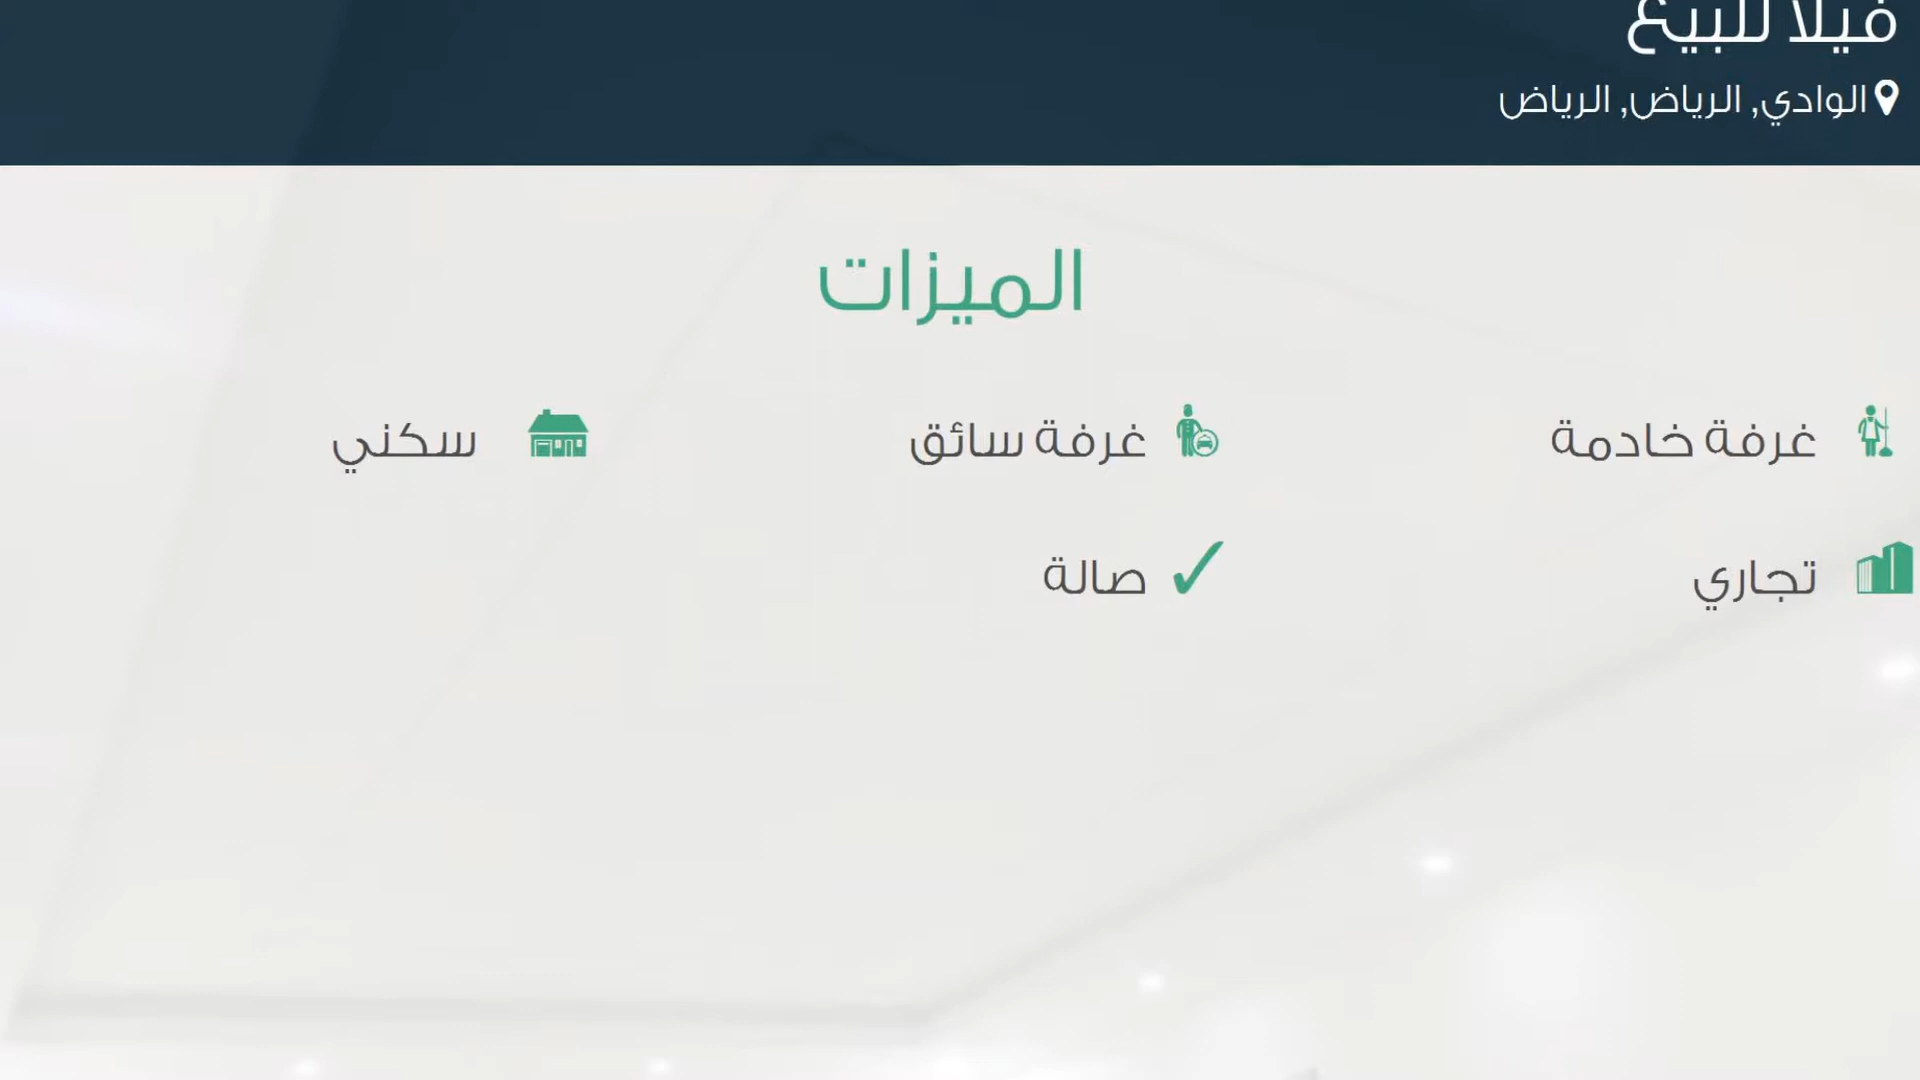 فيلا للبيع
الوادي, الرياض, الرياض
الميزات
غرفة خادمة
غرفة سائق
سكني
تجاري
صالة